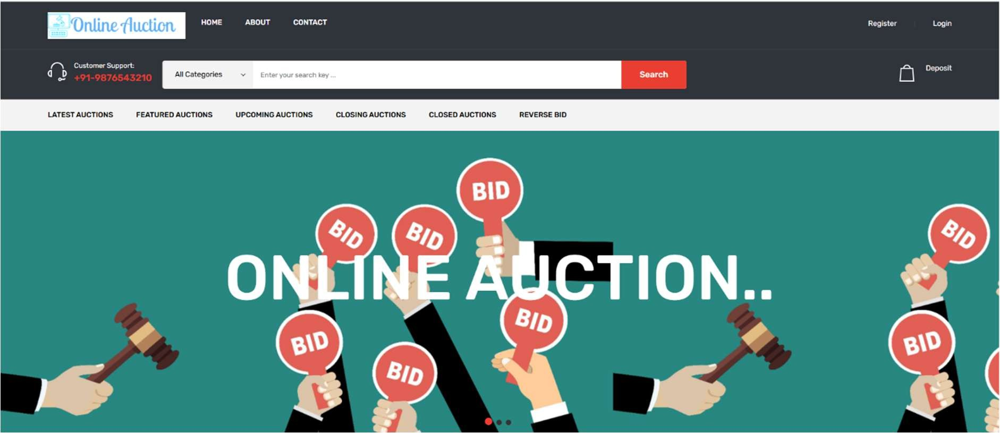 Online Auction
HOME ABOUT CONTACT
Register Login
Customer Support:
+91-9876543210
All Categories
Enter your search key ...
Search
Deposit
LATEST AUCTIONS FEATURED AUCTIONS UPCOMING AUCTIONS CLOSING AUCTIONS CLOSED AUCTIONS REVERSE BID
BID
BID
BID
BID
ONLINE AUCTION..
BID
BID
BID
BID